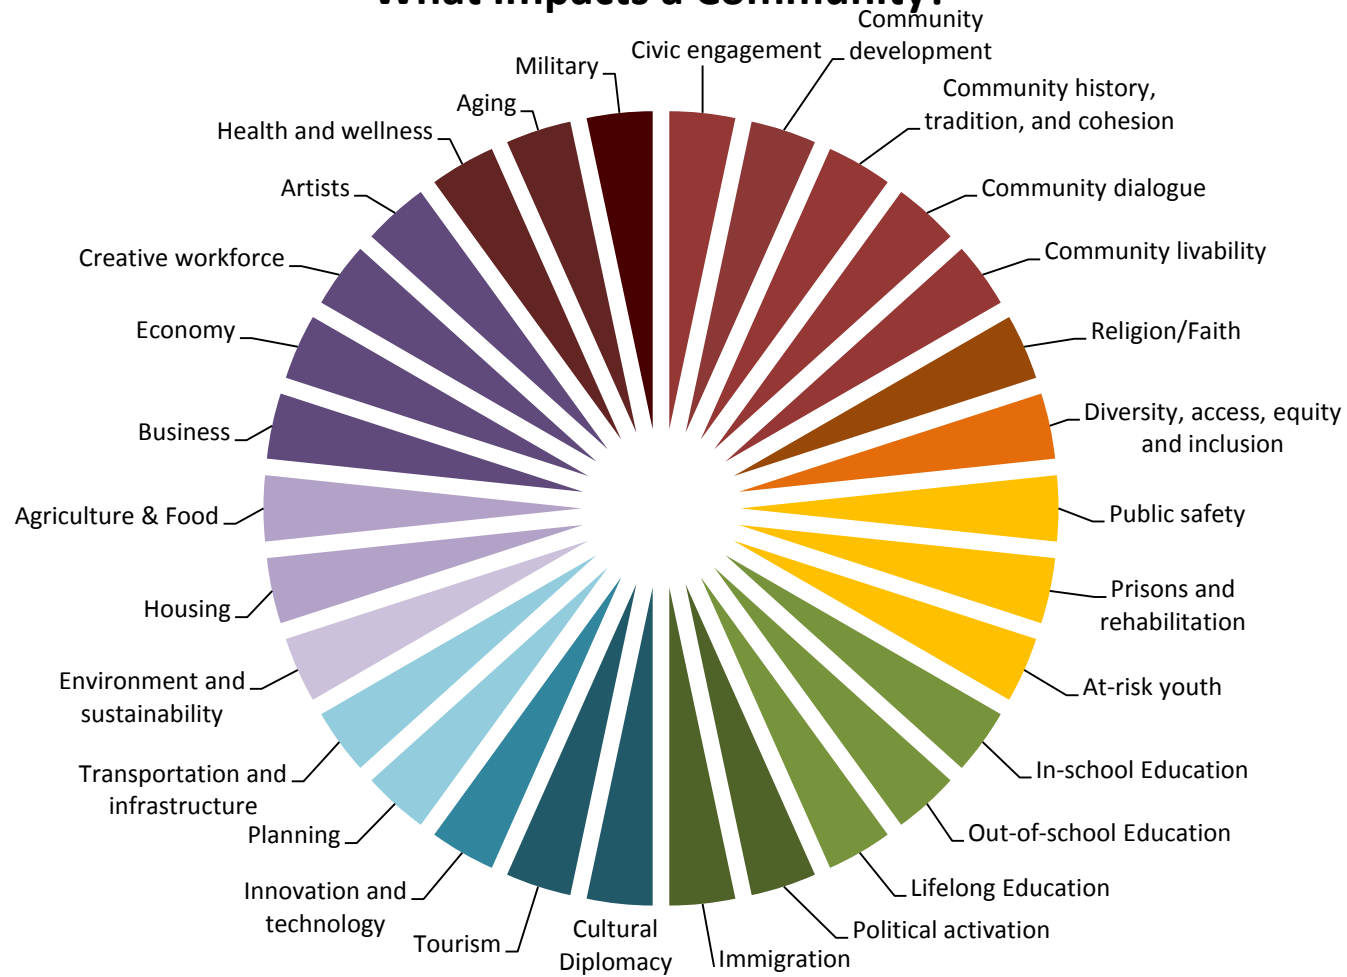 What Impacts a Community?
Civic engagement
Community
development
Community history,
tradition, and cohesion
Community dialogue
Community livability
Religion/Faith
Diversity, access, equity
and inclusion
Public safety
Prisons and
rehabilitation
At-risk youth
In-school Education
Out-of-school Education
Lifelong Education
Political activation
Immigration
Cultural
Diplomacy
Tourism
Innovation and
technology
Planning
Transportation and
infrastructure
Environment and
sustainability
Housing
Agriculture & Food
Business
Economy
Creative workforce
Artists
Health and wellness
Aging
Military